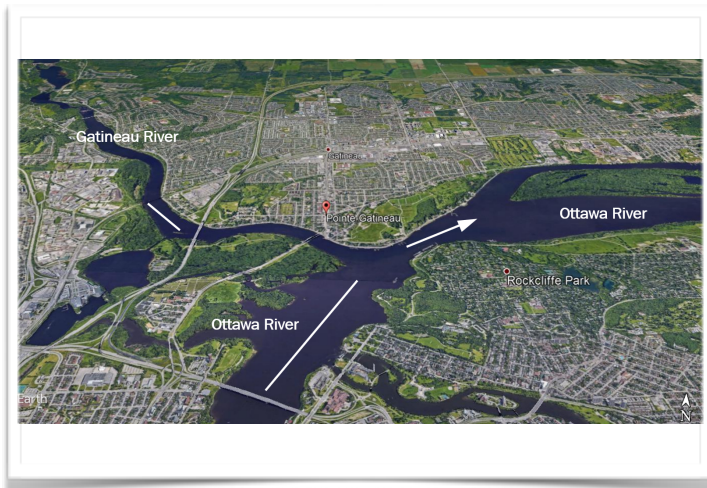 Gatineau River
Gatineau
Pointe-Gatineau
Ottawa River
Rockcliffe Park
Ottawa River
Earth
N